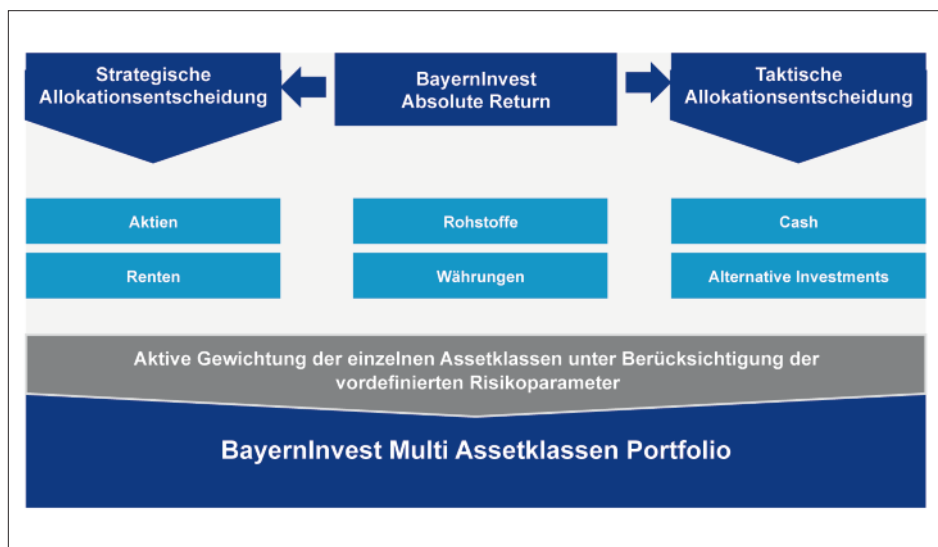 Strategische
Allokationsentscheidung
BayernInvest
Absolute Return
Taktische
Allokationsentscheidung
Aktien
Rohstoffe
Cash
Renten
Währungen
Alternative Investments
Aktive Gewichtung der einzelnen Assetklassen unter Berücksichtigung der
vordefinierten Risikoparameter
BayernInvest Multi Assetklassen Portfolio